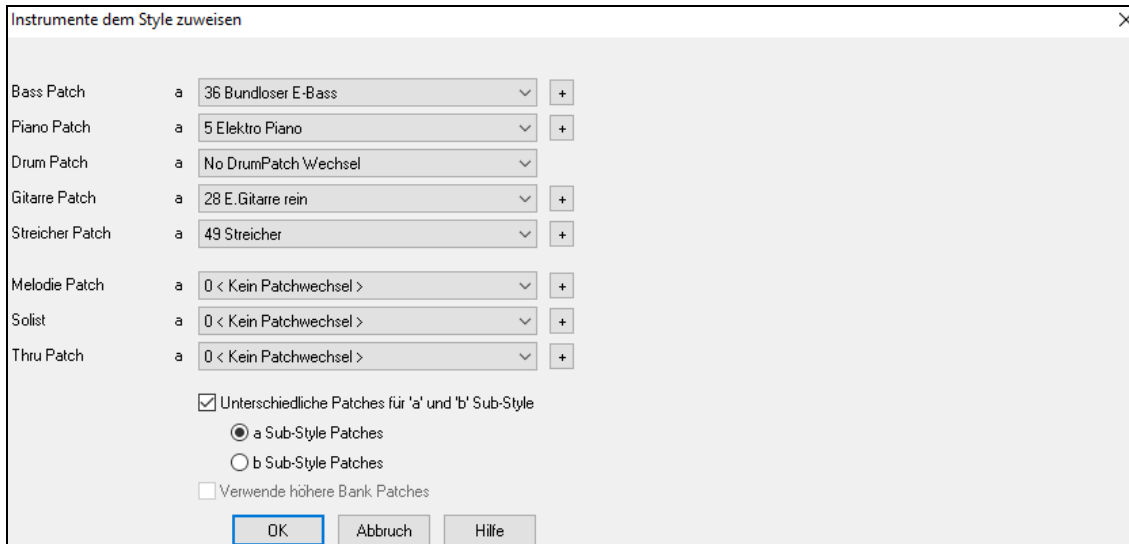 Instrumente dem Style zuweisen
Bass Patch a 36 Bundloser E-Bass +
Piano Patch a 5 Elektro Piano +
Drum Patch a No DrumPatch Wechsel
Gitarre Patch a 28 E.Gitarre rein +
Streicher Patch a 49 Streicher +
Melodie Patch a 0 < Kein Patchwechsel > +
Solist a 0 < Kein Patchwechsel > +
Thru Patch a 0 < Kein Patchwechsel > +
Unterschiedliche Patches für 'a' und 'b' Sub-Style
a Sub-Style Patches
b Sub-Style Patches
Verwende höhere Bank Patches
OK Abbruch Hilfe